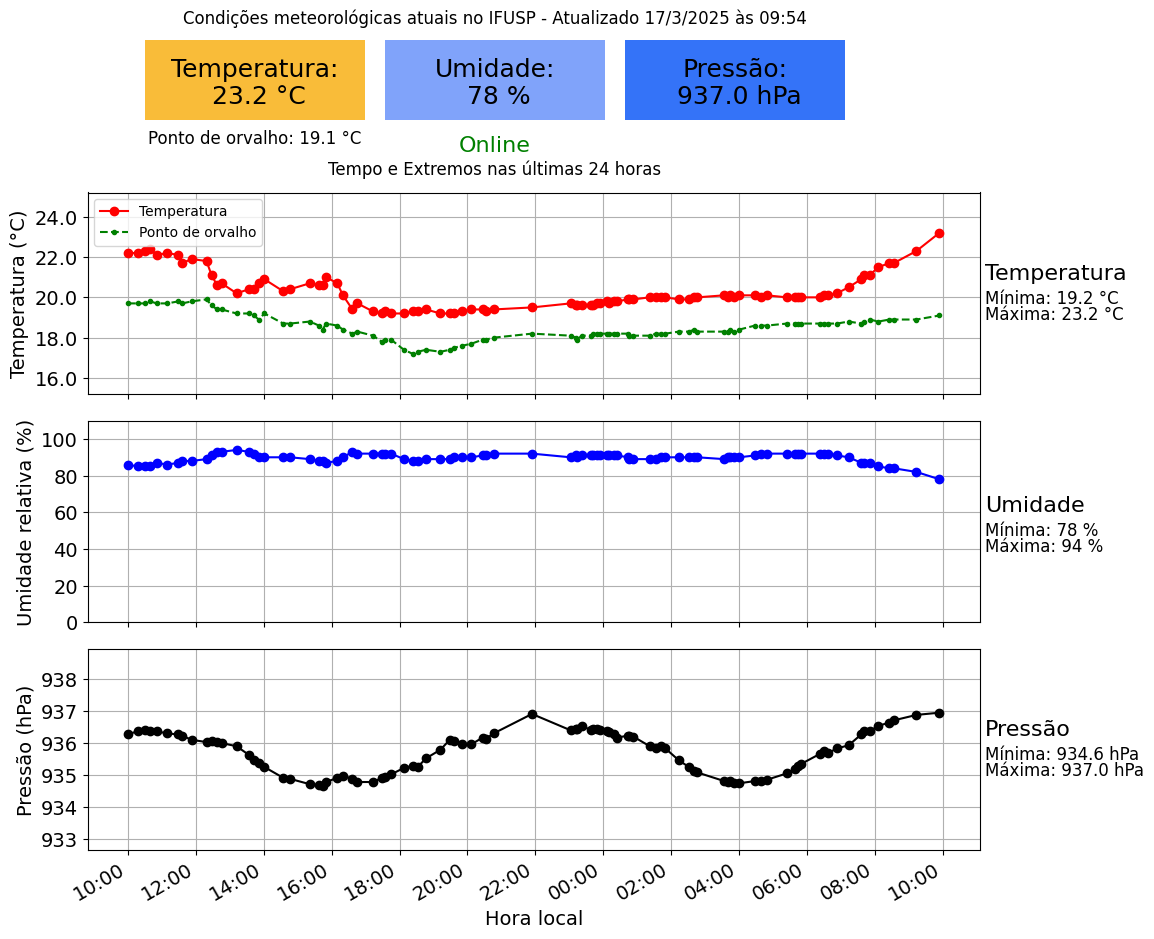 Condições meteorológicas atuais no IFUSP - Atualizado 17/3/2025 às 09:54
Temperatura:
23.2 °C
Umidade:
78 %
Pressão:
937.0 hPa
Ponto de orvalho: 19.1 °C
Online
Tempo e Extremos nas últimas 24 horas
Temperatura (°C)
24.0
22.0
20.0
18.0
16.0
Temperatura
Ponto de orvalho
Temperatura
Mínima: 19.2 °C
Máxima: 23.2 °C
Umidade relativa (%)
100
80
60
40
20
0
Umidade
Mínima: 78 %
Máxima: 94 %
Pressão (hPa)
938
937
936
935
934
933
Pressão
Mínima: 934.6 hPa
Máxima: 937.0 hPa
10:00
12:00
14:00
16:00
18:00
20:00
22:00
00:00
02:00
04:00
06:00
08:00
10:00
Hora local